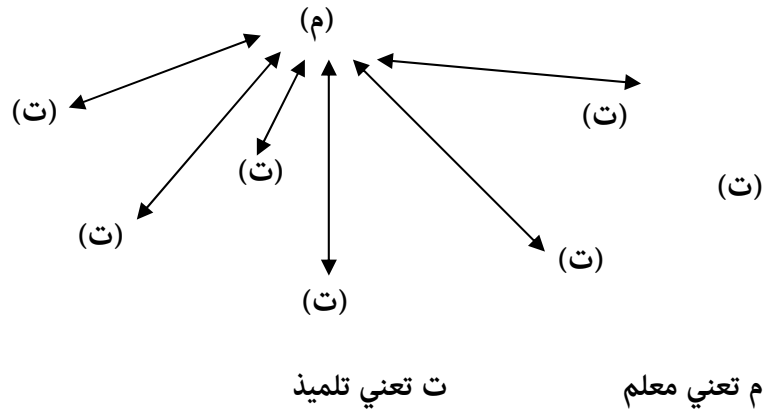 (م)
(ت)
(ت)
(ت)
(ت)
(ت)
(ت)
(ت)
م تعني معلم ت تعني تلميذ